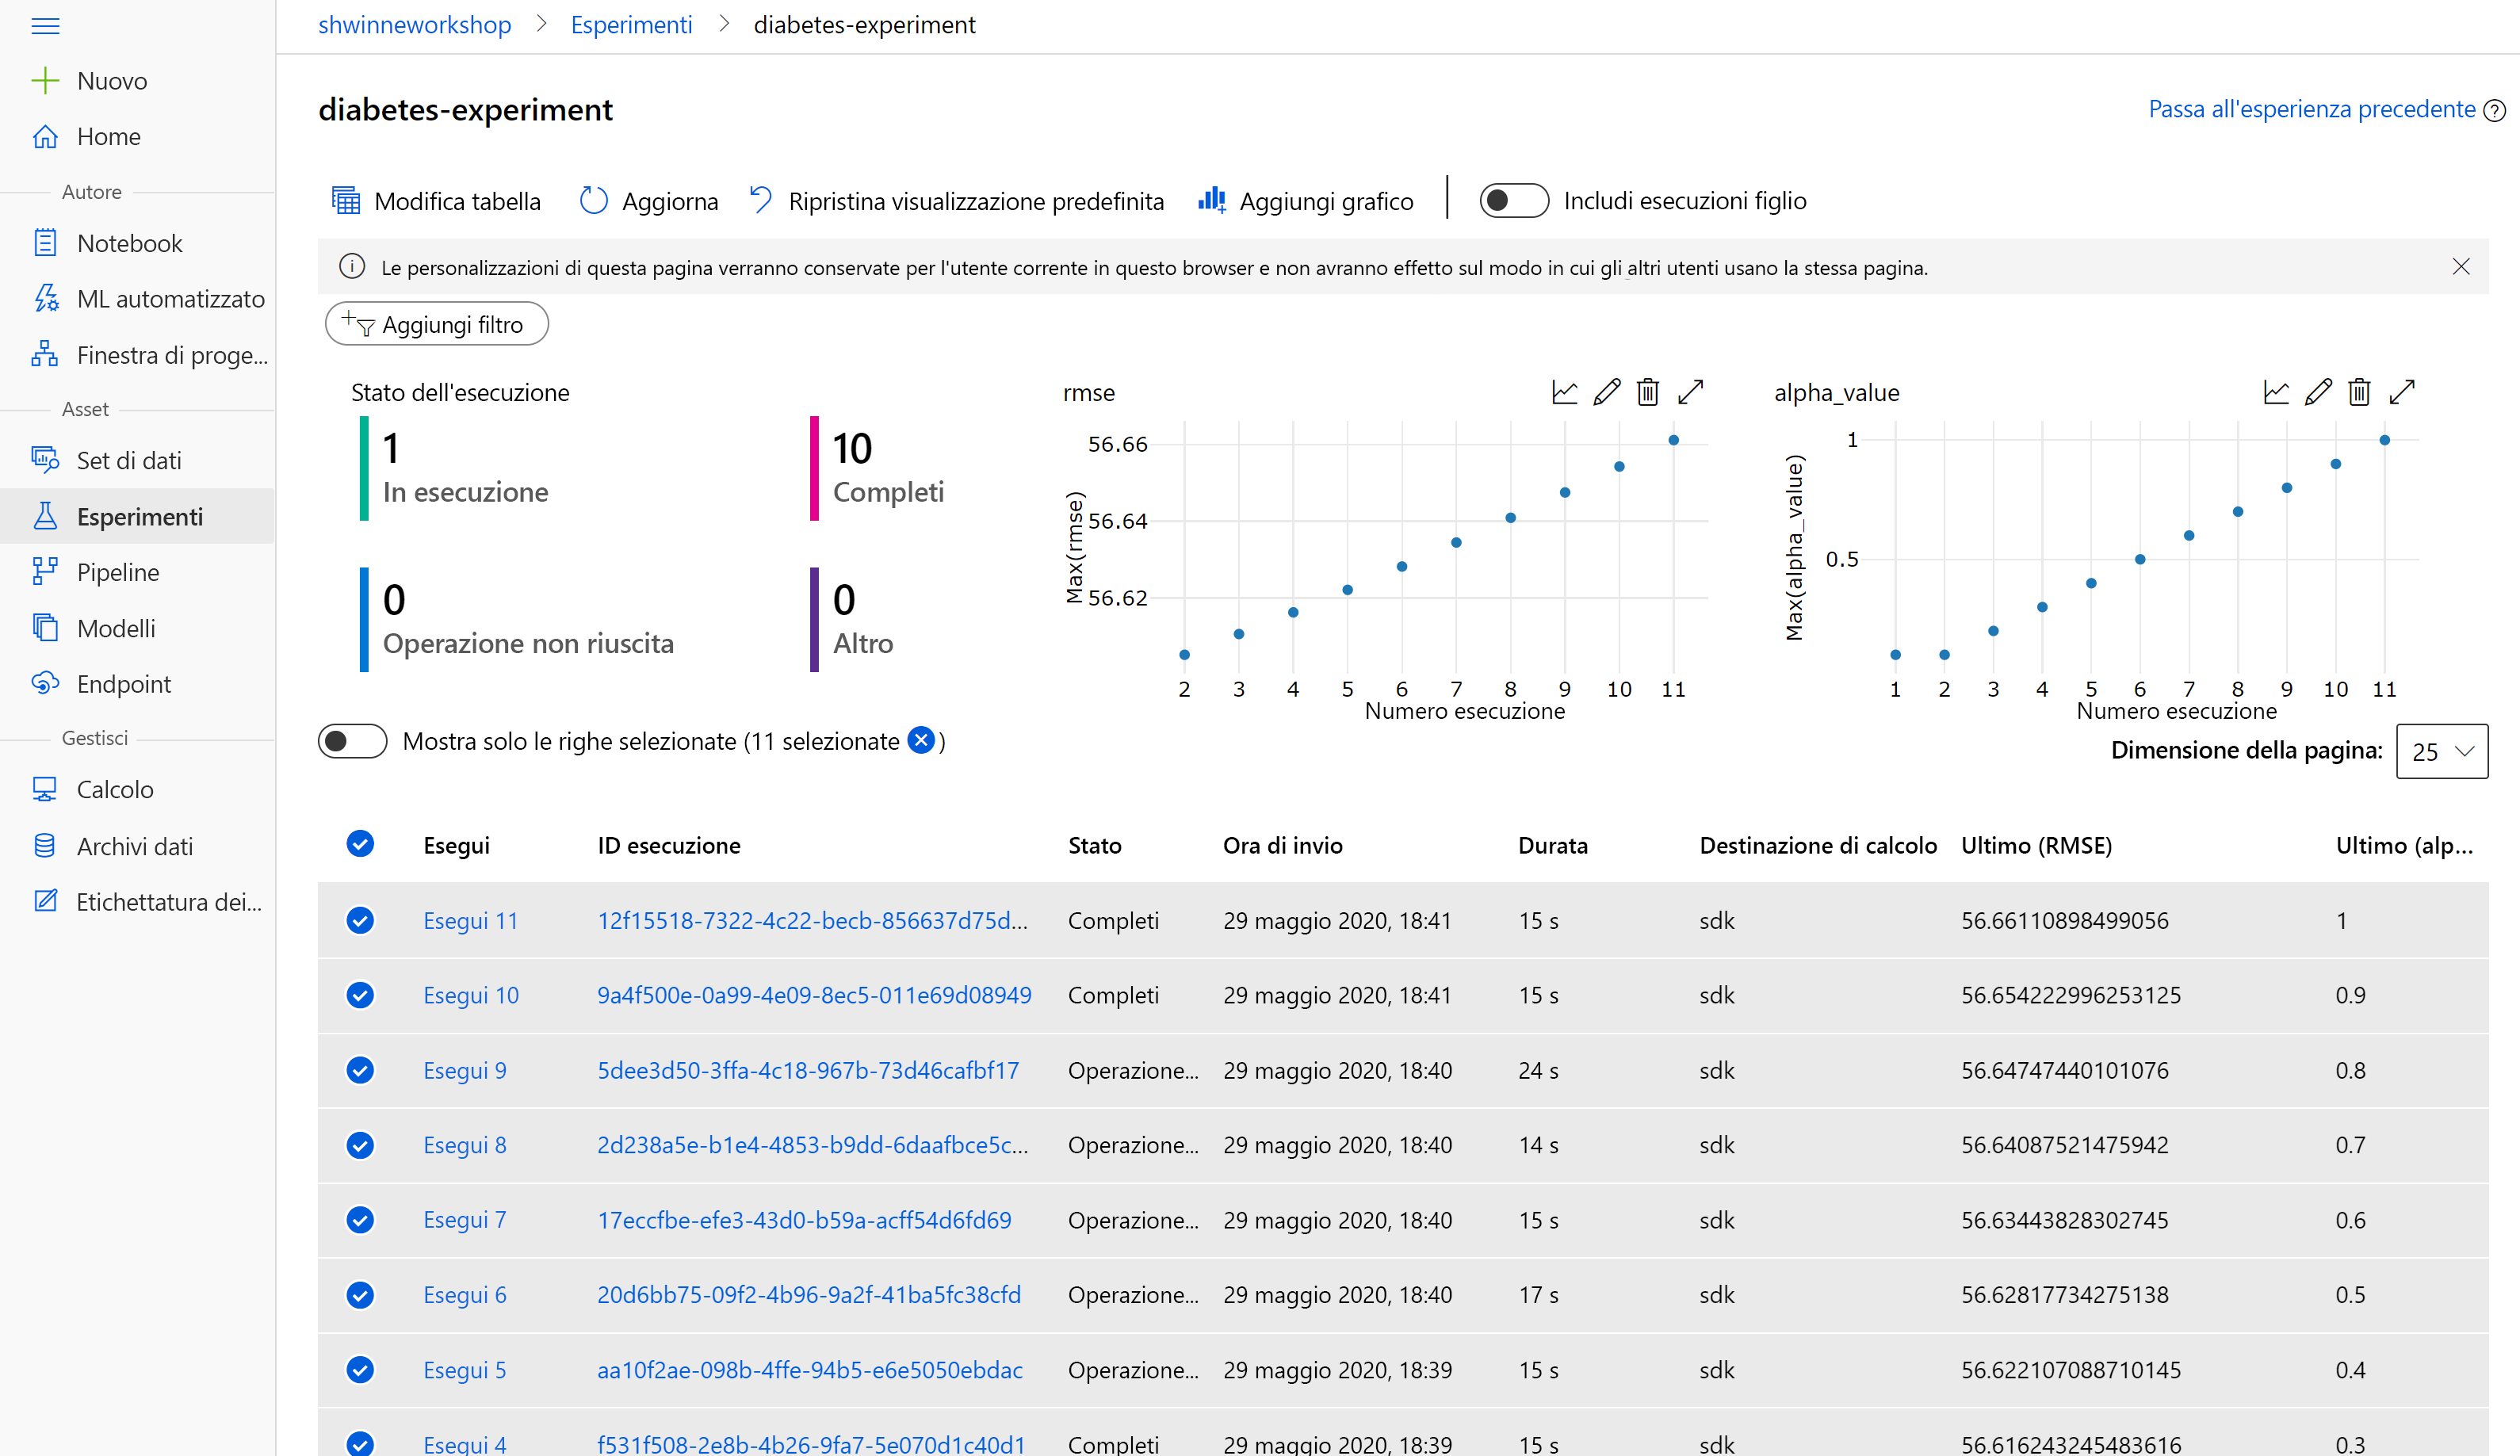 shwinneworkshop > Esperimenti > diabetes-experiment
Nuovo
Home
Autore
Notebook
ML automatizzato
Finestra di proge...
Asset
Set di dati
Esperimenti
Pipeline
Modelli
Endpoint
Gestisci
Calcolo
Archivi dati
Etichettatura dei...
diabetes-experiment
Passa all'esperienza precedente
Modifica tabella Aggiorna Ripristina visualizzazione predefinita Aggiungi grafico Includi esecuzioni figlio
Le personalizzazioni di questa pagina verranno conservate per l'utente corrente in questo browser e non avranno effetto sul modo in cui gli altri utenti usano la stessa pagina.
Aggiungi filtro
Stato dell'esecuzione
1
In esecuzione
10
Completi
0
Operazione non riuscita
0
Altro
rmse
Max(rmse)
56.66
56.64
56.62
2 3 4 5 6 7 8 9 10 11
Numero esecuzione
alpha_value
Max(alpha_value)
1
0.5
1 2 3 4 5 6 7 8 9 10 11
Numero esecuzione
Mostra solo le righe selezionate (11 selezionate )
Dimensione della pagina: 25
Esegui ID esecuzione Stato Ora di invio Durata Destinazione di calcolo Ultimo (RMSE) Ultimo (alp...
Esegui 11 12f15518-7322-4c22-becb-856637d75d... Completi 29 maggio 2020, 18:41 15 s sdk 56.66110898499056 1
Esegui 10 9a4f500e-0a99-4e09-8ec5-011e69d08949 Completi 29 maggio 2020, 18:41 15 s sdk 56.654222996253125 0.9
Esegui 9 5dee3d50-3ffa-4c18-967b-73d46cafbf17 Operazione... 29 maggio 2020, 18:40 24 s sdk 56.64747440101076 0.8
Esegui 8 2d238a5e-b1e4-4853-b9dd-6daafbce5c... Operazione... 29 maggio 2020, 18:40 14 s sdk 56.64087521475942 0.7
Esegui 7 17eccfbe-efe3-43d0-b59a-acff54d6fd69 Operazione... 29 maggio 2020, 18:40 15 s sdk 56.63443828302745 0.6
Esegui 6 20d6bb75-09f2-4b96-9a2f-41ba5fc38cfd Operazione... 29 maggio 2020, 18:40 17 s sdk 56.62817734275138 0.5
Esegui 5 aa10f2ae-098b-4ffe-94b5-e6e5050ebdac Operazione... 29 maggio 2020, 18:39 15 s sdk 56.622107088710145 0.4
Esegui 4 f531f508-2e8b-4b26-9fa7-5e070d1c40d1 Completi 29 maggio 2020, 18:39 15 s sdk 56.616243245483616 0.3